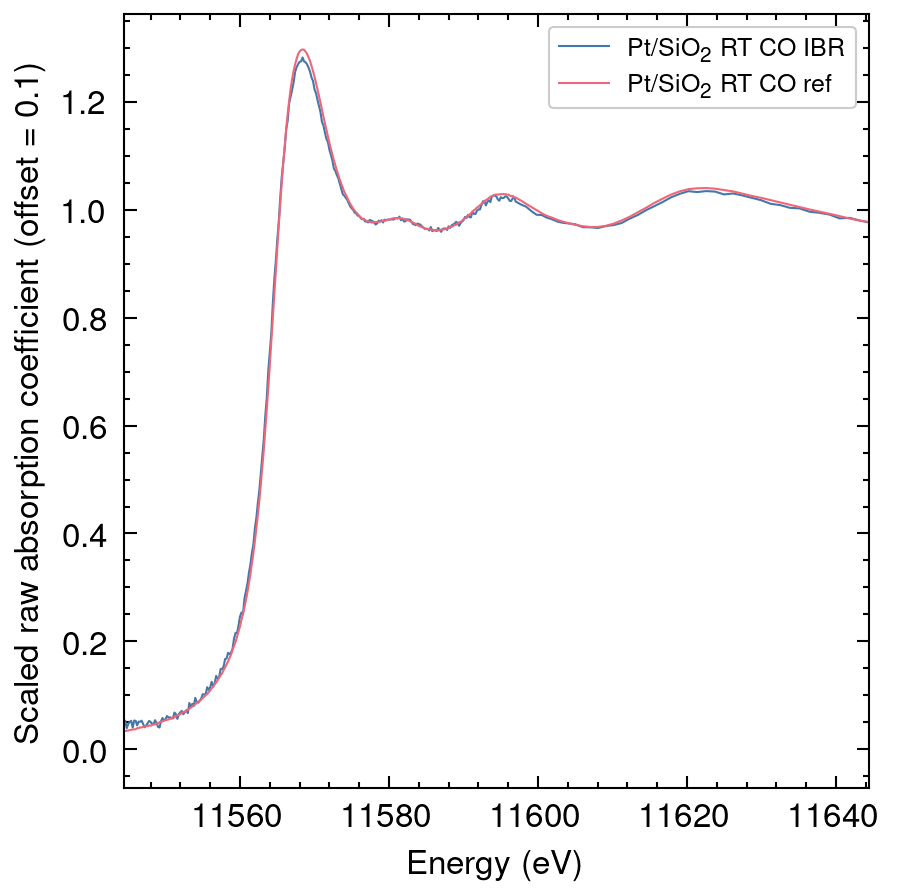 Pt/SiO₂ RT CO IBR
Pt/SiO₂ RT CO ref
Scaled raw absorption coefficient (offset = 0.1)
1.2
1.0
0.8
0.6
0.4
0.2
0.0
11560 11580 11600 11620 11640
Energy (eV)